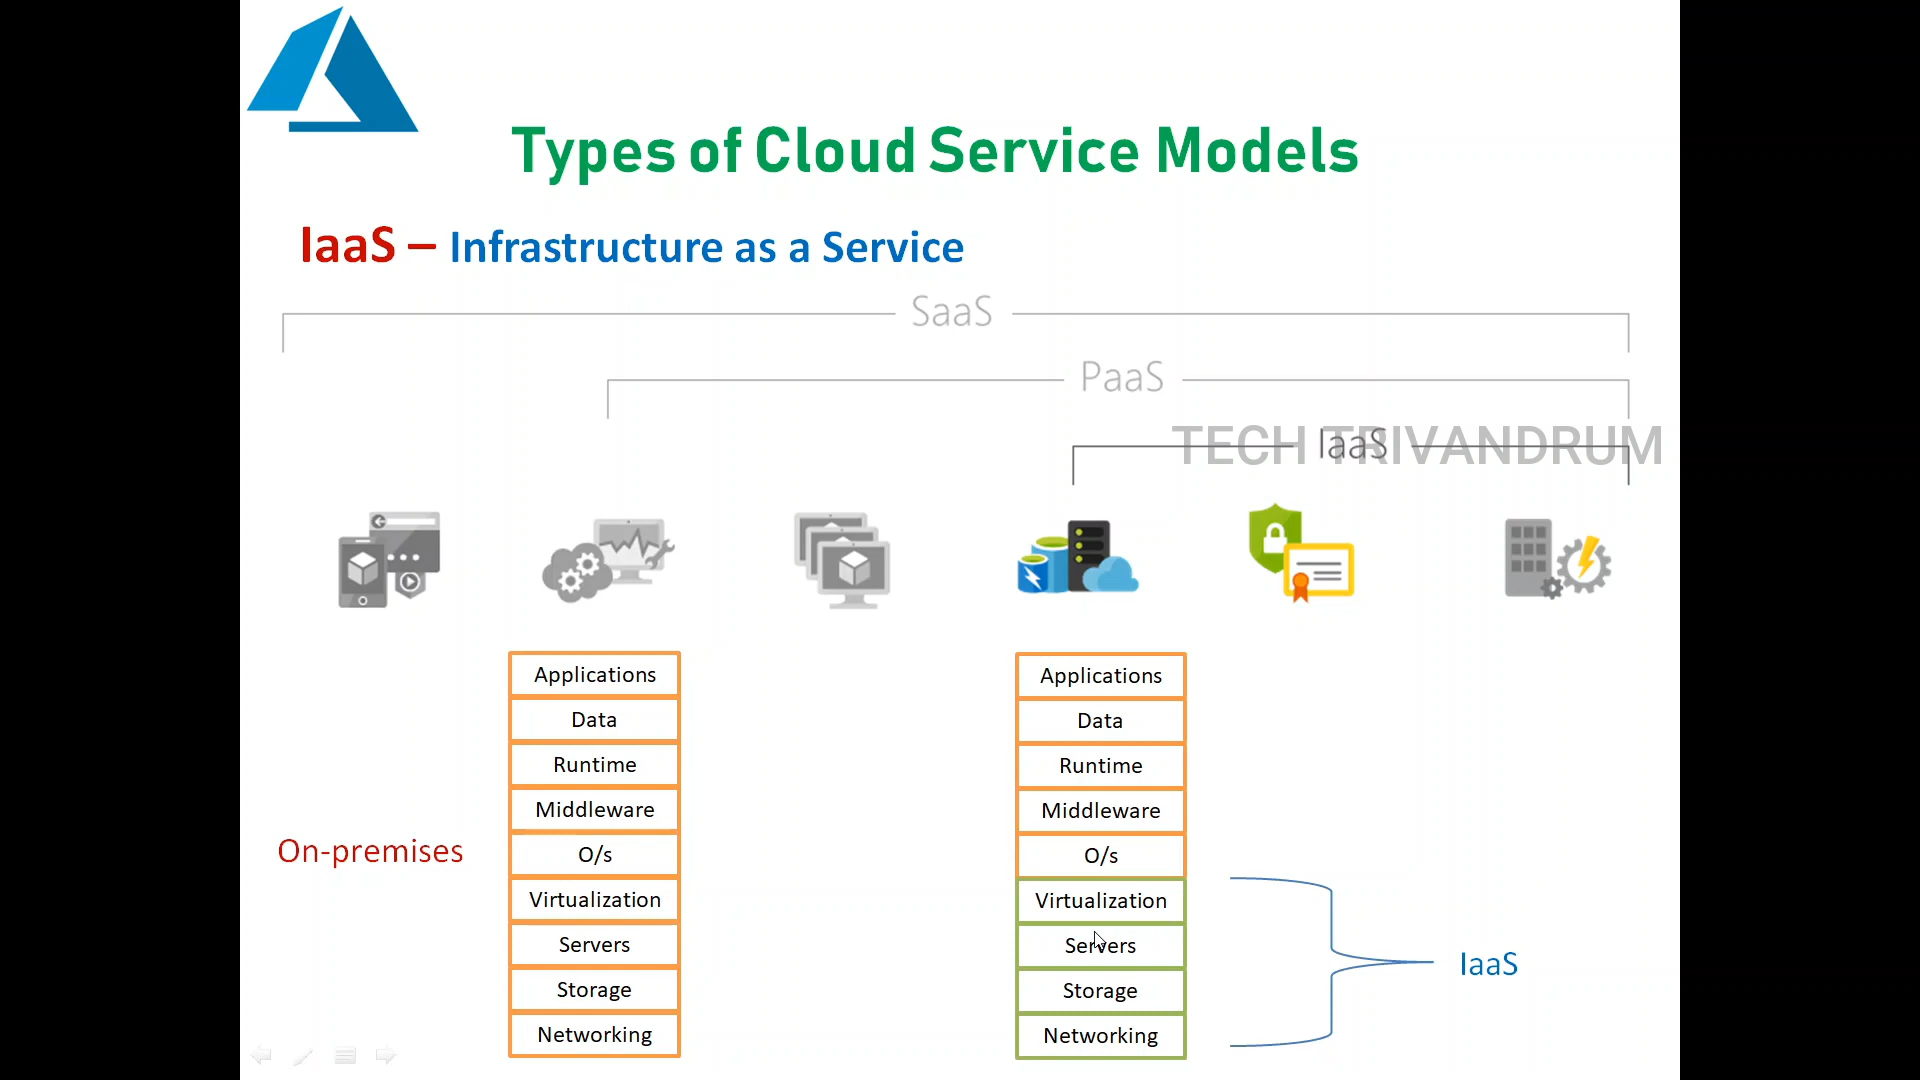 Types of Cloud Service Models
IaaS – Infrastructure as a Service
SaaS
PaaS
IaaS
TECH TRIVANDRUM
On-premises
Applications
Data
Runtime
Middleware
O/s
Virtualization
Servers
Storage
Networking
Applications
Data
Runtime
Middleware
O/s
Virtualization
Servers
Storage
Networking
IaaS